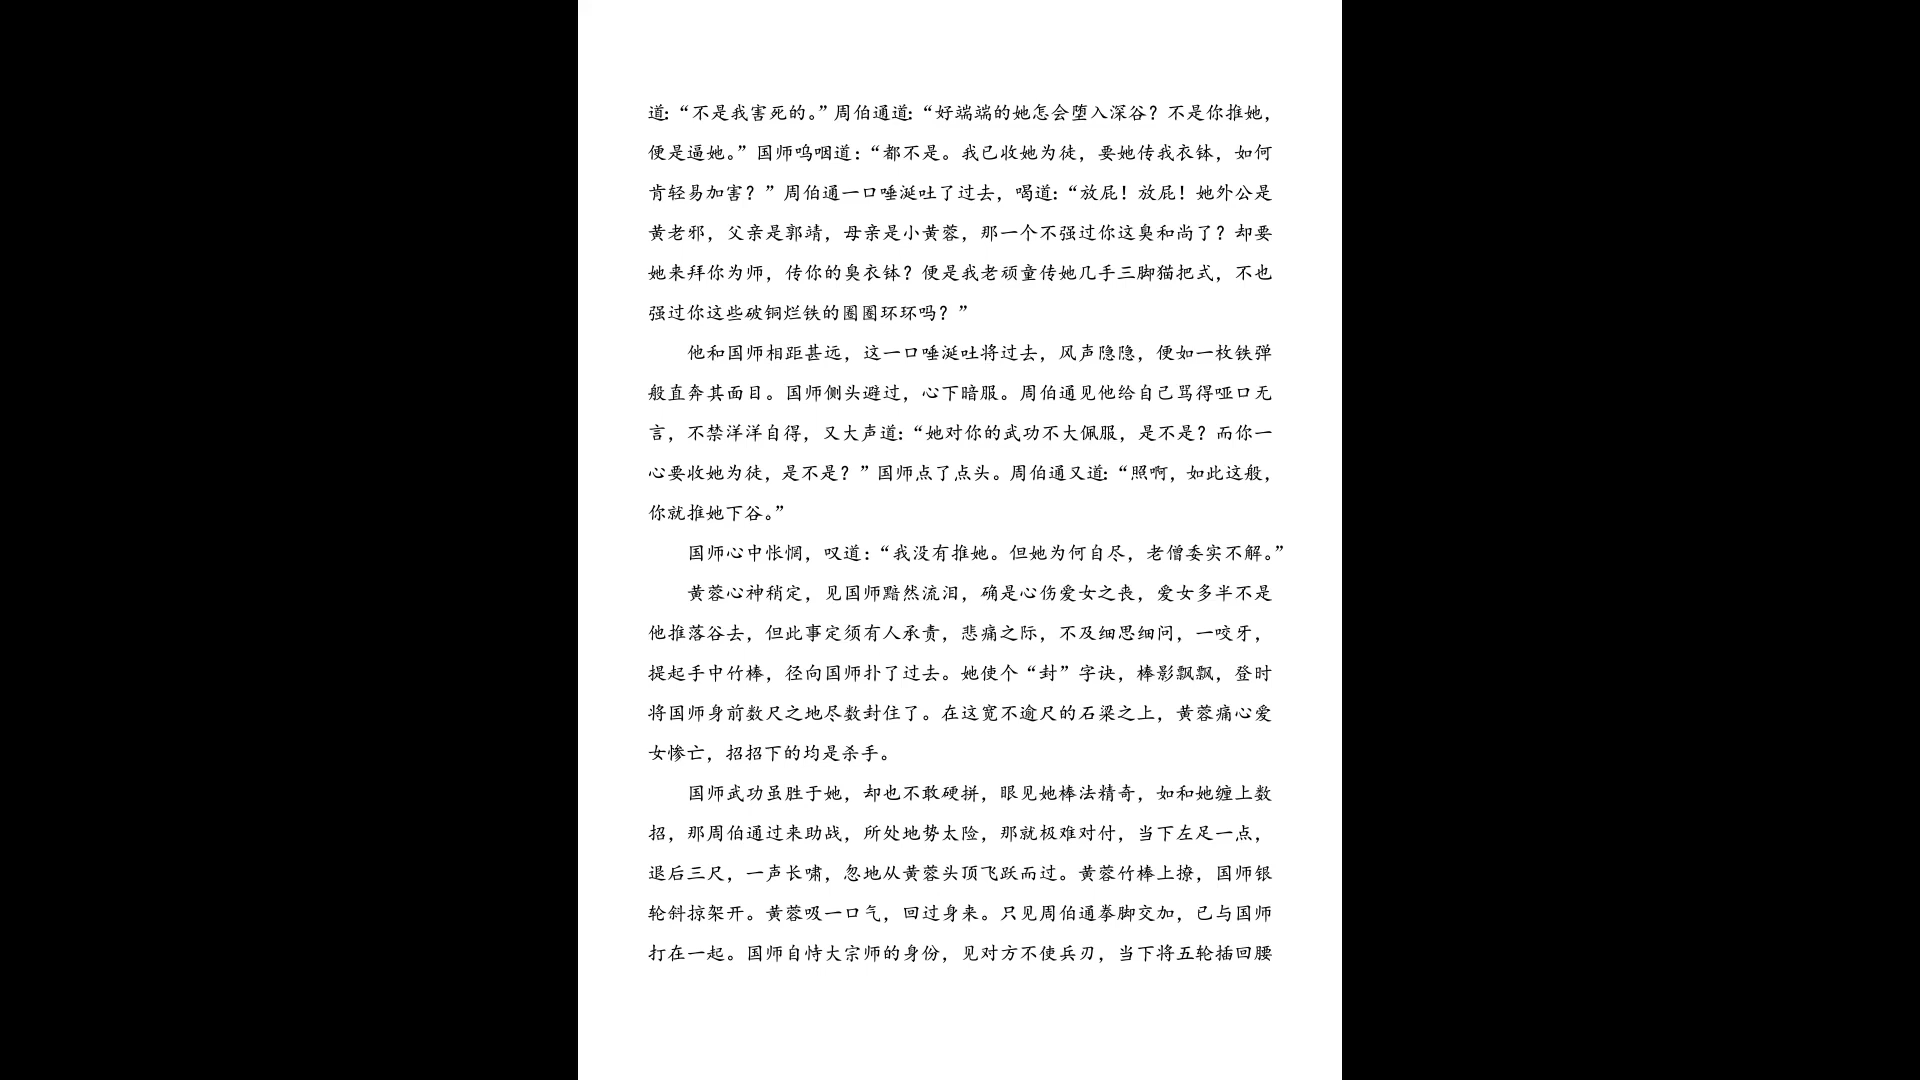 道：“不是我害死的。”周伯通道：“好端端的她怎会堕入深谷？不是你推她，
便是逼她。”国师呜咽道：“都不是。我已收她为徒，要她传我衣钵，如何
肯轻易加害？”周伯通一口唾涎吐了过去，喝道：“放屁！放屁！她外公是
黄老邪，父亲是郭靖，母亲是小黄蓉，那一个不强过你这臭和尚了？却要
她来拜你为师，传你的臭衣钵？便是我老顽童传她几手三脚猫把式，不也
强过你这些破铜烂铁的圈圈环环吗？”
他和国师相距甚远，这一口唾涎吐将过去，风声隐隐，便如一枚铁弹
般直奔其面目。国师侧头避过，心下暗服。周伯通见他给自己骂得哑口无
言，不禁洋洋自得，又大声道：“她对你的武功不大佩服，是不是？而你一
心要收她为徒，是不是？”国师点了点头。周伯通又道：“照啊，如此这般，
你就推她下谷。”
国师心中怅惘，叹道：“我没有推她。但她为何自尽，老僧委实不解。”
黄蓉心神稍定，见国师黯然流泪，确是心伤爱女之丧，爱女多半不是
他推落谷去，但此事定须有人承责，悲痛之际，不及细思细问，一咬牙，
提起手中竹棒，径向国师扑了过去。她使个“封”字诀，棒影飘飘，登时
将国师身前数尺之地尽数封住了。在这宽不逾尺的石梁之上，黄蓉痛心爱
女惨亡，招招下的均是杀手。
国师武功虽胜于她，却也不敢硬拼，眼见她棒法精奇，如和她缠上数
招，那周伯通过来助战，所处地势太险，那就极难对付，当下左足一点，
退后三尺，一声长啸，忽地从黄蓉头顶飞跃而过。黄蓉竹棒上撩，国师银
轮斜掠架开。黄蓉吸一口气，回过身来。只见周伯通拳脚交加，已与国师
打在一起。国师自恃大宗师的身份，见对方不使兵刃，当下将五轮插回腰